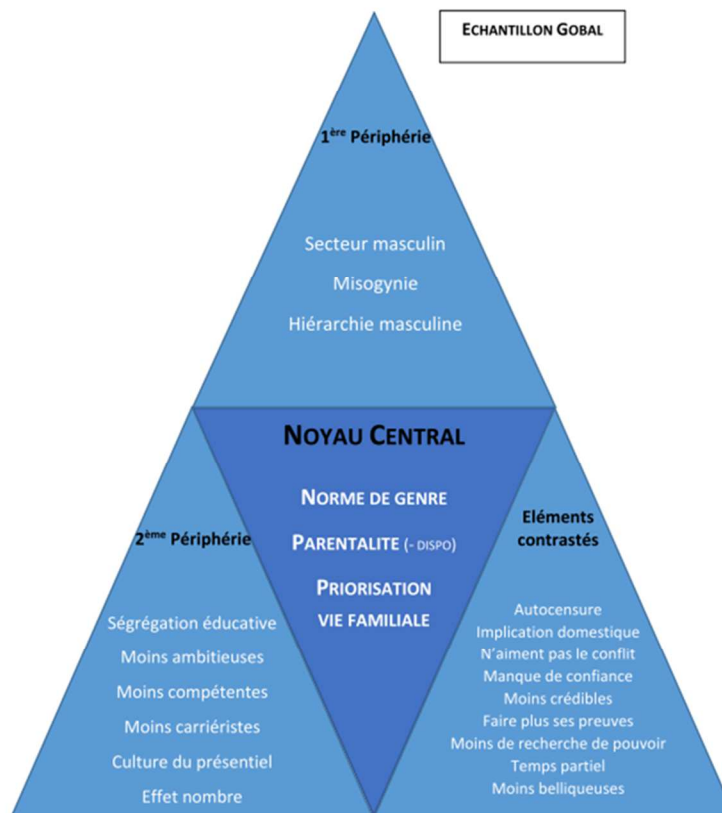 ECHANTILLON GOBAL
1ère Périphérie
Secteur masculin
Misogynie
Hiérarchie masculine
NOYAU CENTRAL
NORME DE GENRE
PARENTALITE (- DISPO)
PRIORISATION
VIE FAMILIALE
2ème Périphérie
Ségrégation éducative
Moins ambitieuses
Moins compétentes
Moins carriéristes
Culture du présentiel
Effet nombre
Eléments
contrastés
Autocensure
Implication domestique
N'aiment pas le conflit
Manque de confiance
Moins crédibles
Faire plus ses preuves
Moins de recherche de pouvoir
Temps partiel
Moins belliqueuses